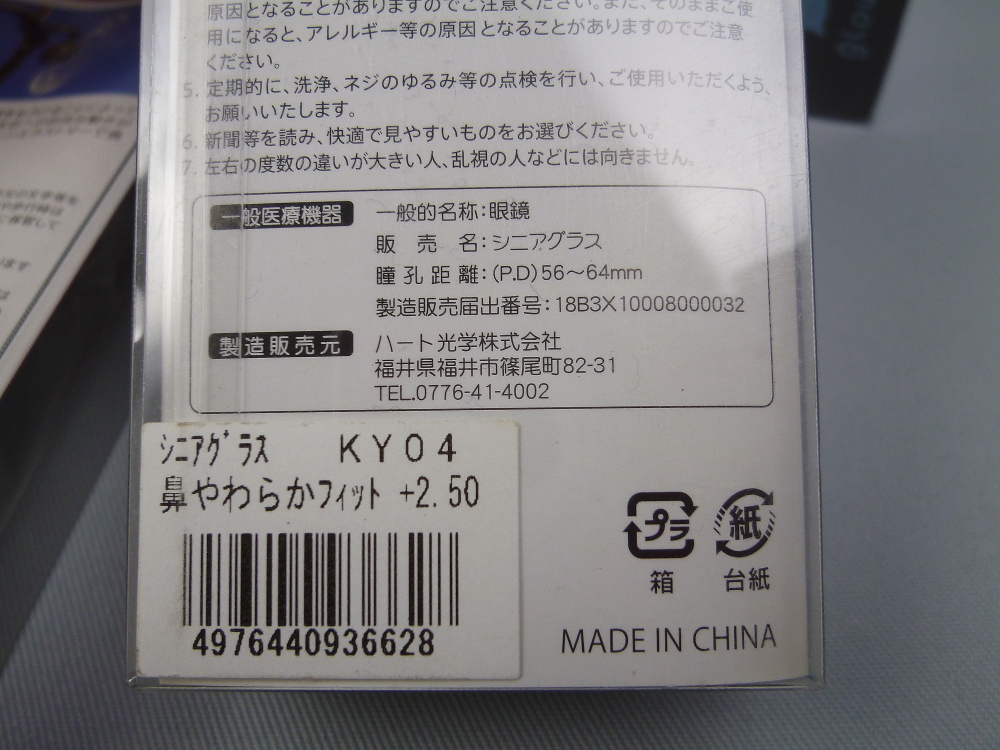 原因となることがありますのでご注意ください。また、そのままご使
用になると、アレルギー等の原因となることがありますのでご注意
ください。
5. 定期的に、洗浄、ネジのゆるみ等の点検を行い、ご使用いただくよう、
お願いいたします。
6. 新聞等を読み、快適で見やすいものをお選びください。
7. 左右の度数の違いが大きい人、乱視の人などには向きません。
一般医療機器 一般的名称:眼鏡
販売名:シニアグラス
瞳孔距離:(P.D)56〜64mm
製造販売届出番号:18B3X10008000032
製造販売元 ハート光学株式会社
福井県福井市篠尾町82-31
TEL.0776-41-4002
シニアグラス KY04
鼻やわらかフィット +2.50
4976440936628
プラ 紙
箱 台紙
MADE IN CHINA